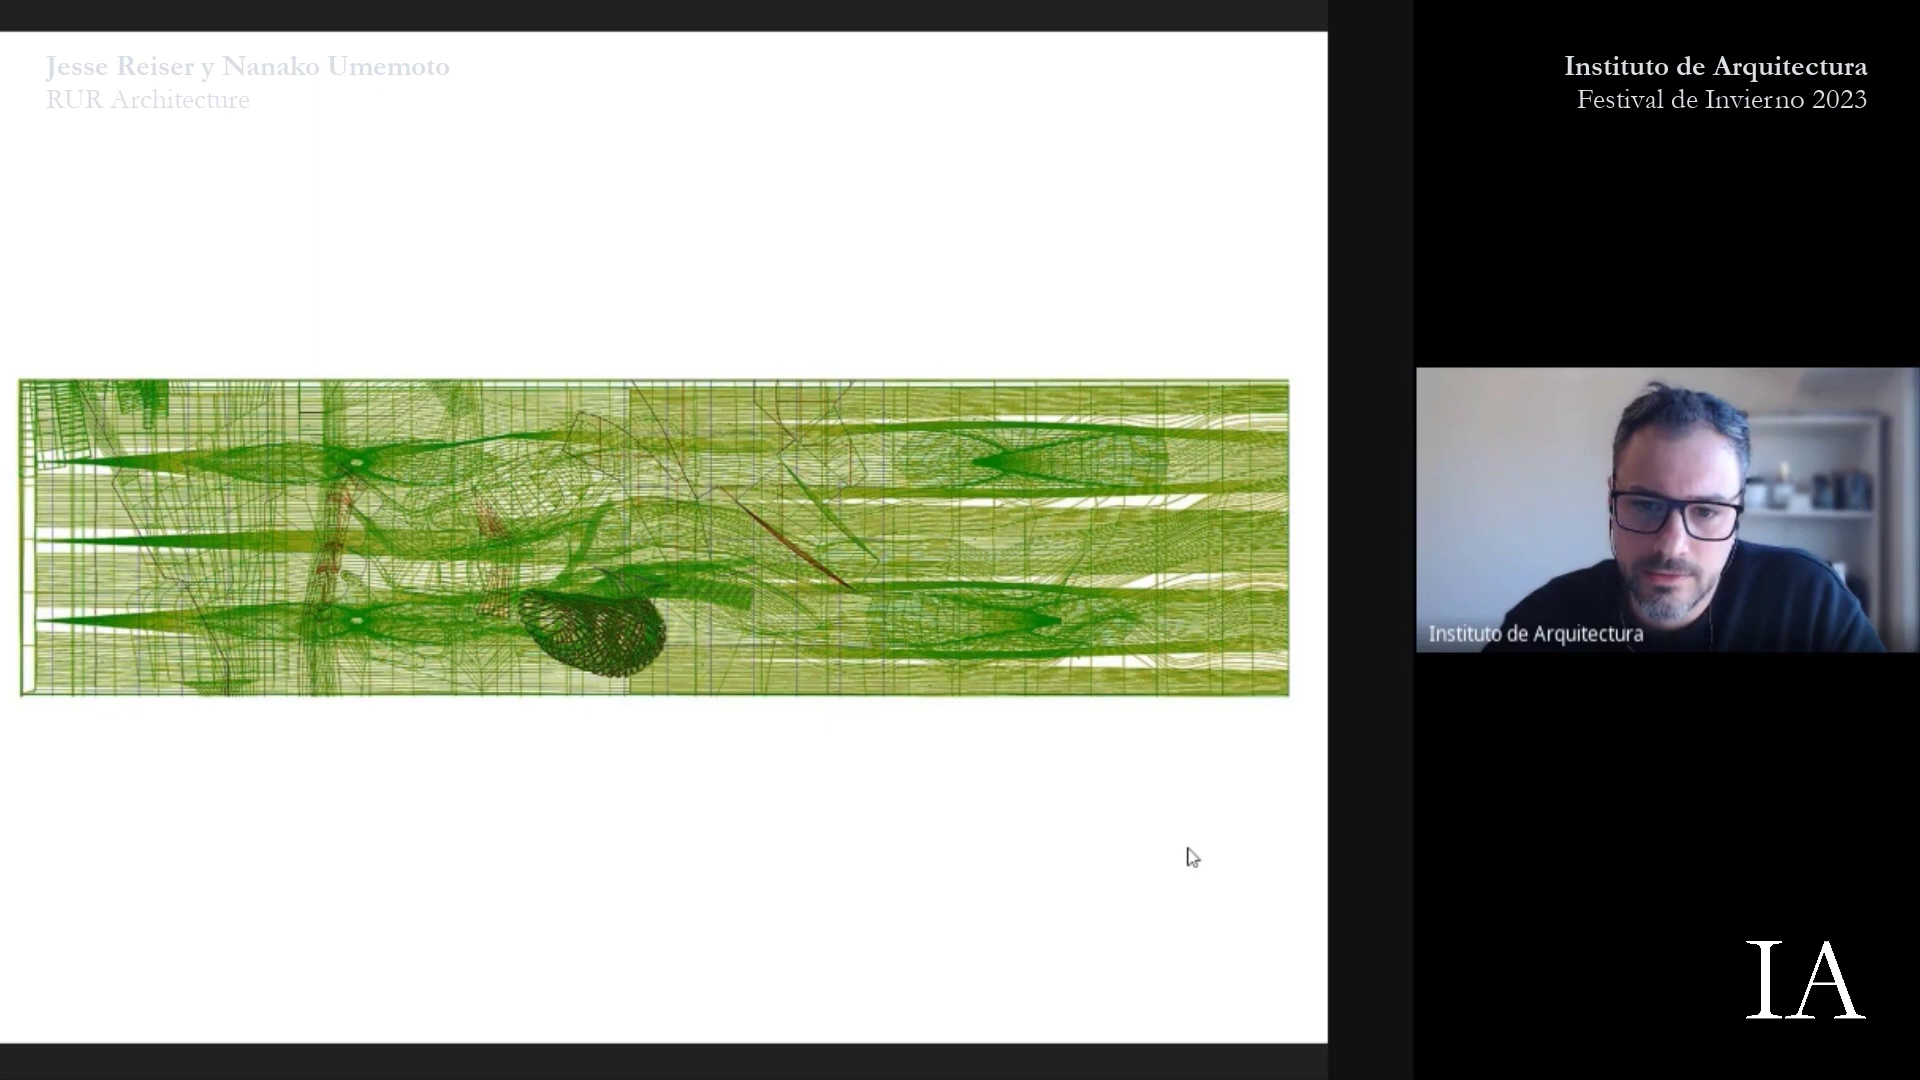 Jesse Reiser y Nanako Umemoto
RUR Architecture
Instituto de Arquitectura
Festival de Invierno 2023
Instituto de Arquitectura
IA